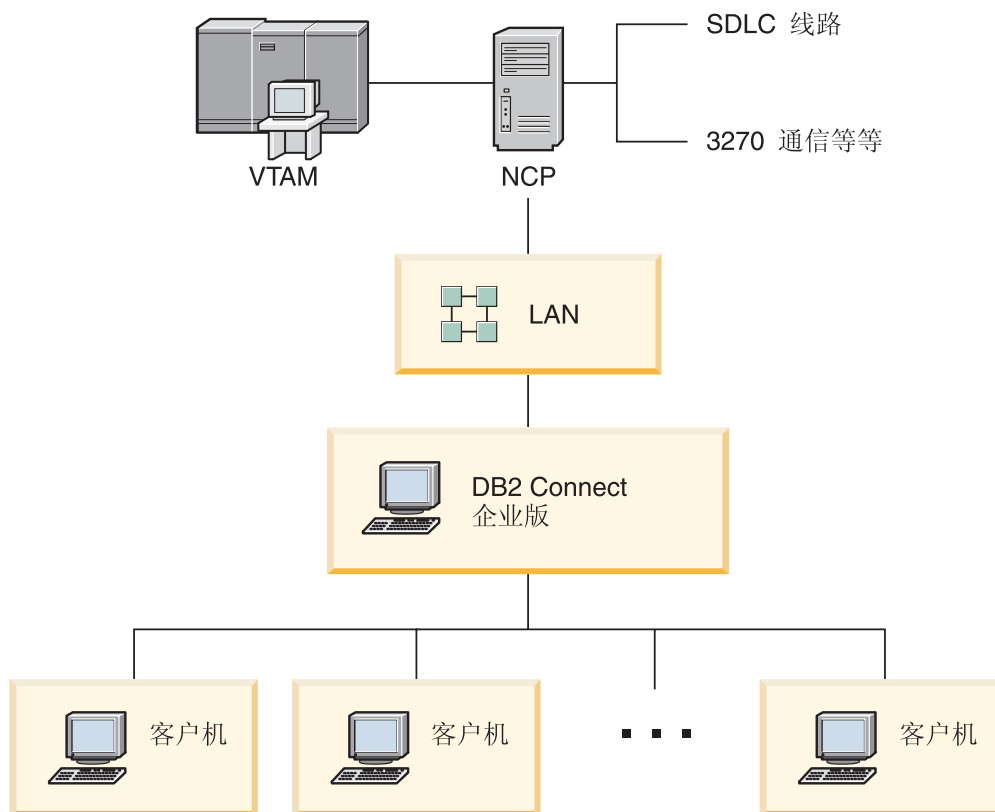 SDLC 线路
3270 通信等等
VTAM
NCP
LAN
DB2 Connect
企业版
客户机
客户机
客户机